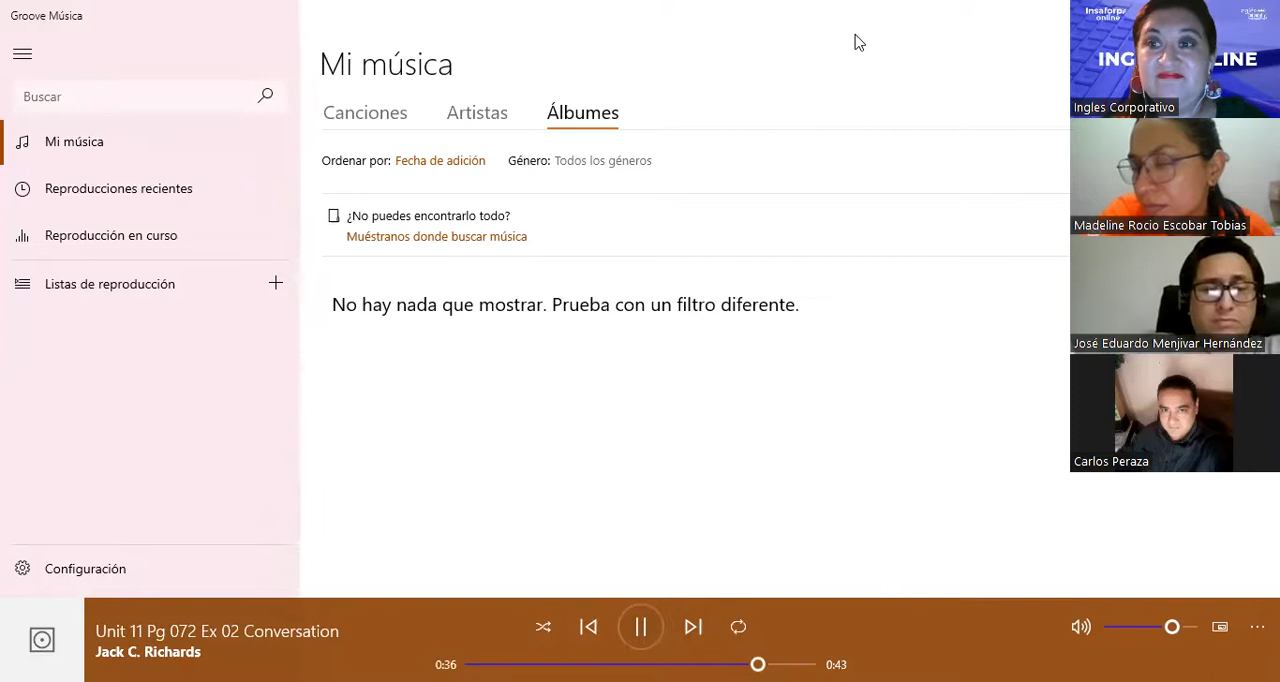 Groove Música
Buscar
Mi música
Reproducciones recientes
Reproducción en curso
Listas de reproducción
Configuración
Mi música
Canciones Artistas Álbumes
Ordenar por: Fecha de adición Género: Todos los géneros
¿No puedes encontrarlo todo?
Muéstranos donde buscar música
No hay nada que mostrar. Prueba con un filtro diferente.
Insaforp
online
ING LINE
Ingles Corporativo
Madeline Rocio Escobar Tobias
José Eduardo Menjivar Hernández
Carlos Peraza
Unit 11 Pg 072 Ex 02 Conversation
Jack C. Richards
0:36 0:43